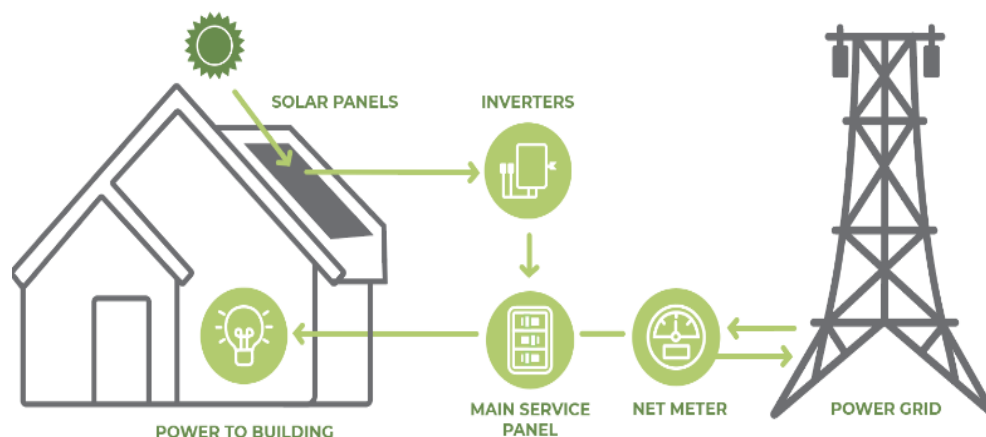 SOLAR PANELS
INVERTERS
MAIN SERVICE
PANEL
NET METER
POWER GRID
POWER TO BUILDING